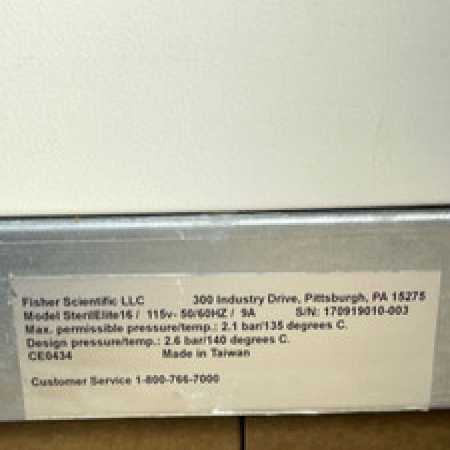 Fisher Scientific LLC 300 Industry Drive, Pittsburgh, PA 15275
Model SterilElite16 / 115v- 50/60HZ / 9A S/N: 170919010-003
Max. permissible pressure/temp.: 2.1 bar/135 degrees C.
Design pressure/temp.: 2.6 bar/140 degrees C.
CE0434 Made in Taiwan
Customer Service 1-800-766-7000